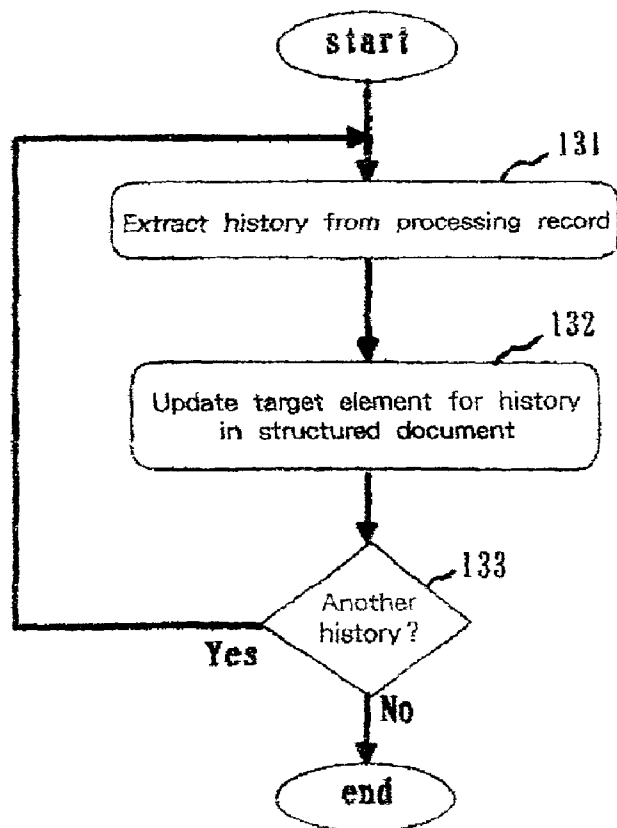 start
131
Extract history from processing record
132
Update target element for history
in structured document
133
Another
history?
Yes
No
end